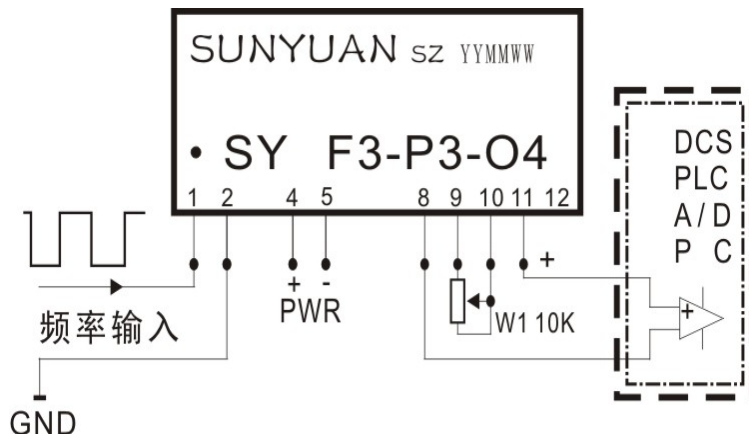 SUNYUAN SZ YYMMWW
• SY F3-P3-O4
1 2 4 5 8 9 10 11 12
+ - +
PWR
频率输入
GND
W1 10K
DCS
PLC
A/D
P C
+